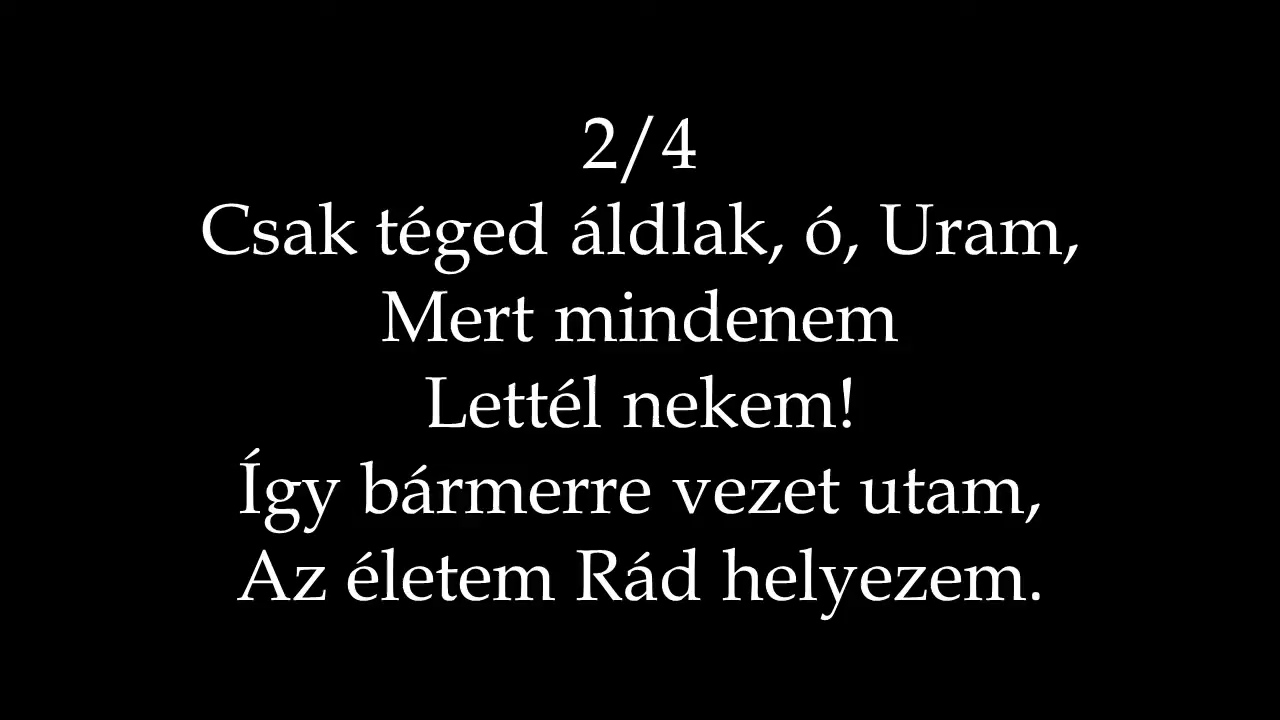 2/4
Csak téged áldlak, ó, Uram,
Mert mindenem
Lettél nekem!
Így bármerre vezet utam,
Az életem Rád helyezem.